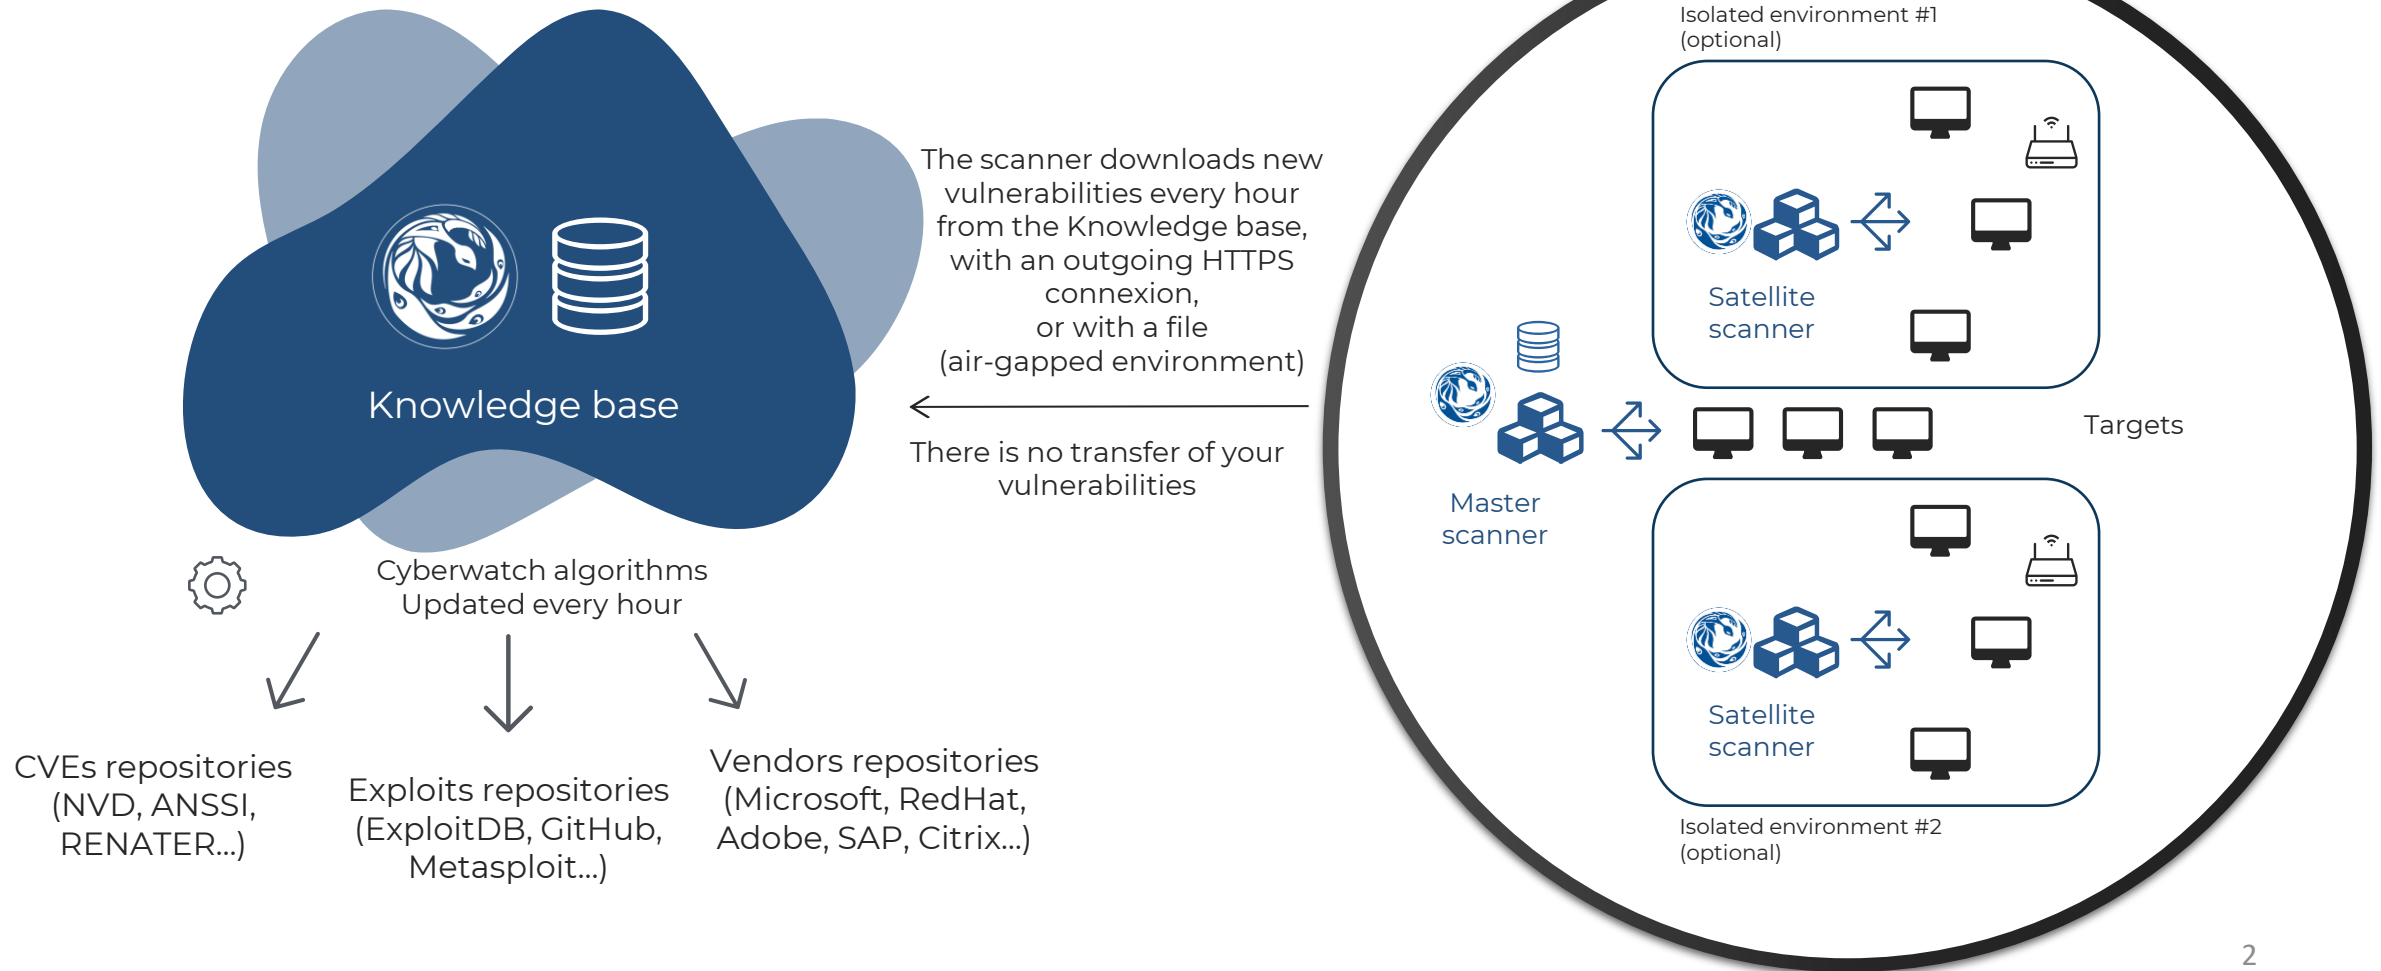 Knowledge base
Cyberwatch algorithms
Updated every hour
CVEs repositories
(NVD, ANSSI,
RENATER...)
Exploits repositories
(ExploitDB, GitHub,
Metasploit...)
Vendors repositories
(Microsoft, RedHat,
Adobe, SAP, Citrix...)
The scanner downloads new
vulnerabilities every hour
from the Knowledge base,
with an outgoing HTTPS
connexion,
or with a file
(air-gapped environment)
There is no transfer of your
vulnerabilities
Master
scanner
Isolated environment #1
(optional)
Satellite
scanner
Targets
Satellite
scanner
Isolated environment #2
(optional)
2